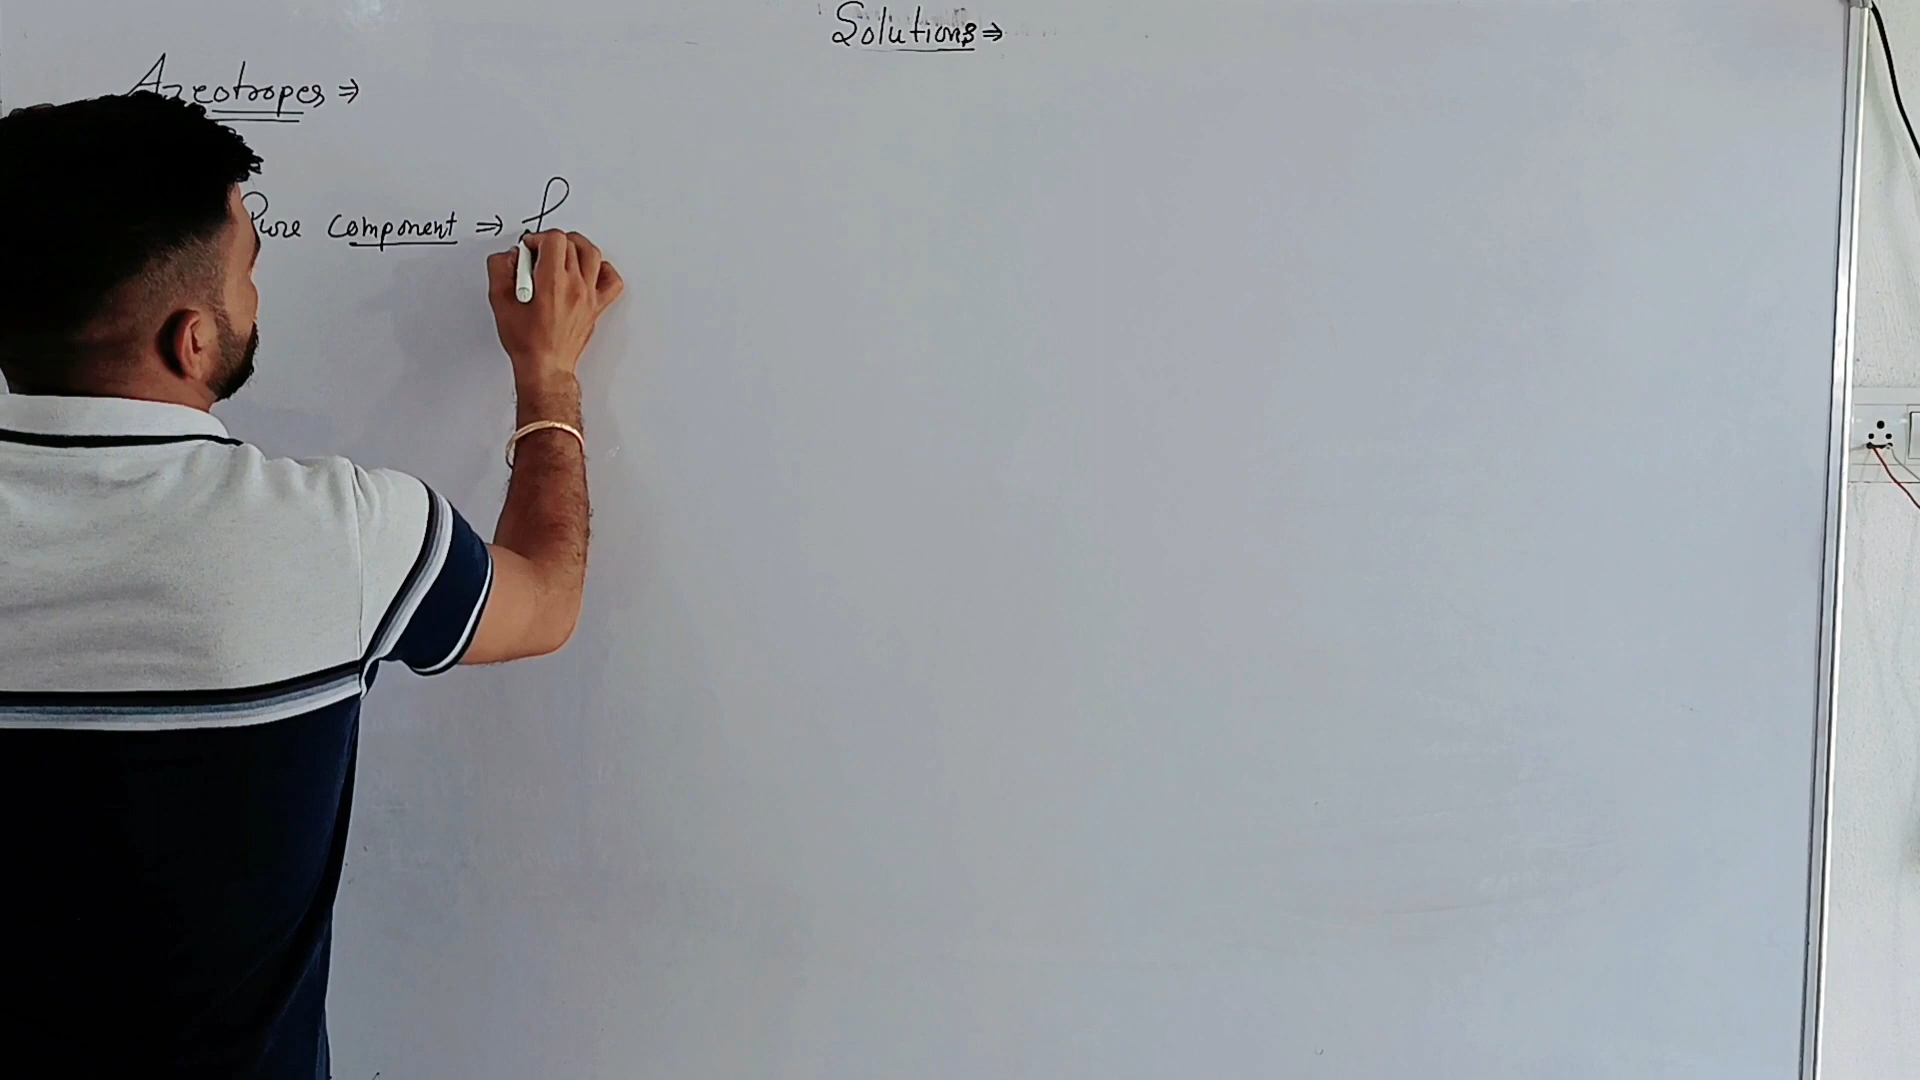 Solutions ⇒
Azeotropes ⇒
Pure component ⇒